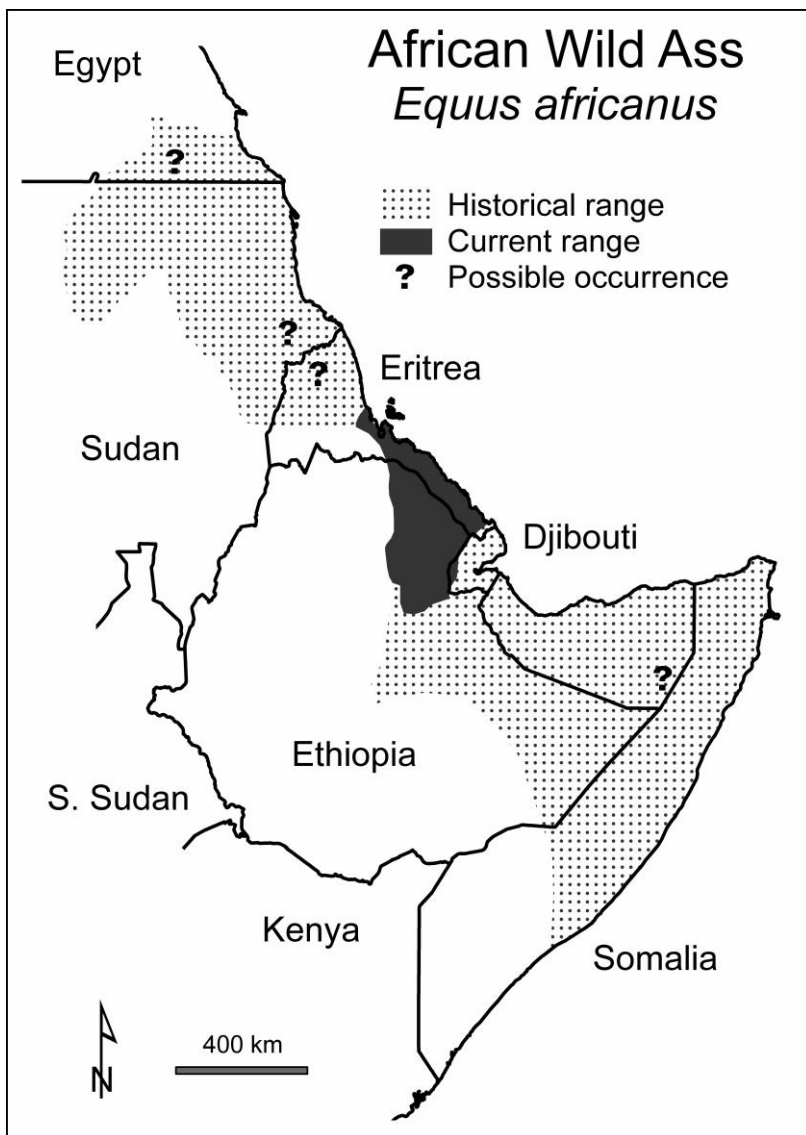 African Wild Ass
Equus africanus
Egypt
?
Historical range
Current range
? Possible occurrence
?
?
Eritrea
Sudan
Djibouti
?
Ethiopia
S. Sudan
Kenya
Somalia
400 km
N